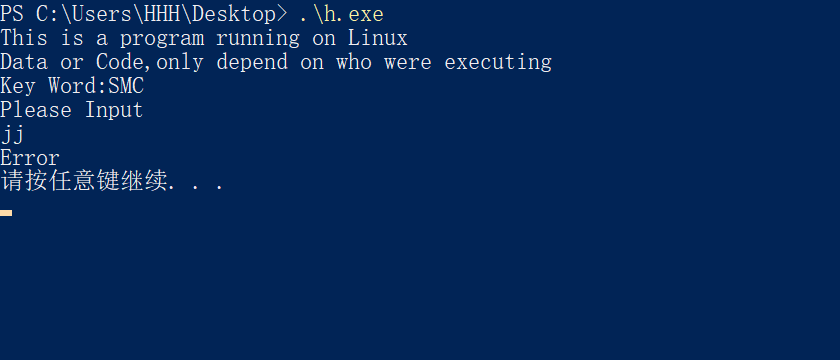 PS C:\Users\HHH\Desktop> .\h.exe
This is a program running on Linux
Data or Code,only depend on who were executing
Key Word:SMC
Please Input
jj
Error
请按任意键继续. . .